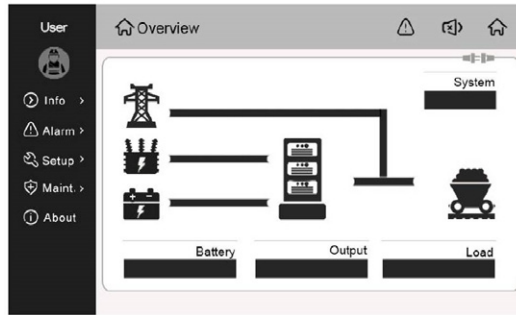 User
Overview
Info
Alarm
Setup
Maint.
About
System
Battery
Output
Load